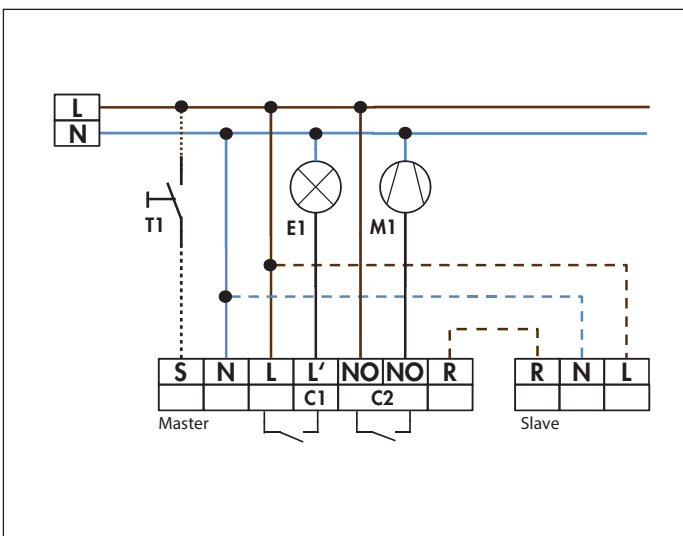 L
N
T1
E1
M1
S N L L‘ NO NO R
C1 C2
Master
R N L
Slave